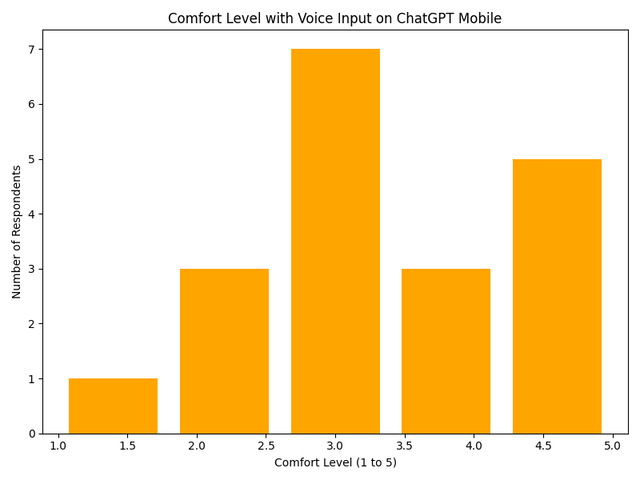 Comfort Level with Voice Input on ChatGPT Mobile
Number of Respondents
7
6
5
4
3
2
1
0
1.0 1.5 2.0 2.5 3.0 3.5 4.0 4.5 5.0
Comfort Level (1 to 5)